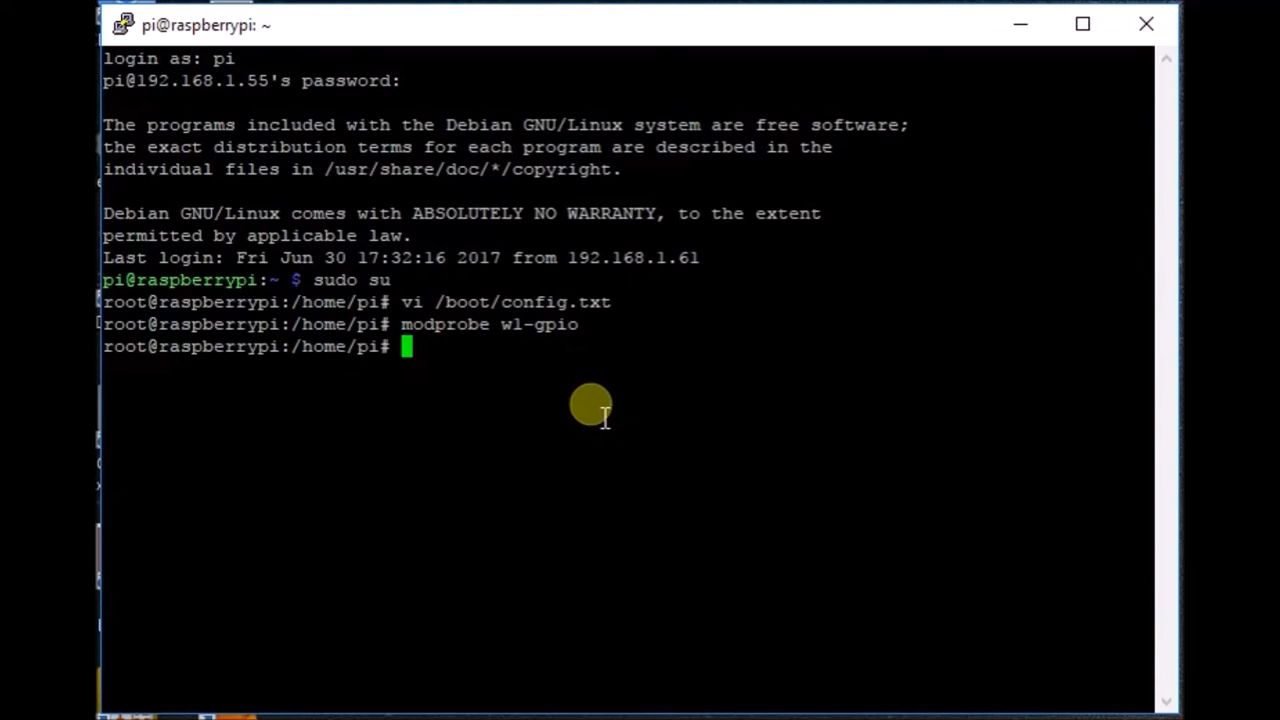 pi@raspberrypi: ~
login as: pi
pi@192.168.1.55's password:
The programs included with the Debian GNU/Linux system are free software;
the exact distribution terms for each program are described in the
individual files in /usr/share/doc/*/copyright.
Debian GNU/Linux comes with ABSOLUTELY NO WARRANTY, to the extent
permitted by applicable law.
Last login: Fri Jun 30 17:32:16 2017 from 192.168.1.61
pi@raspberrypi:~ $ sudo su
root@raspberrypi:/home/pi# vi /boot/config.txt
root@raspberrypi:/home/pi# modprobe w1-gpio
root@raspberrypi:/home/pi#